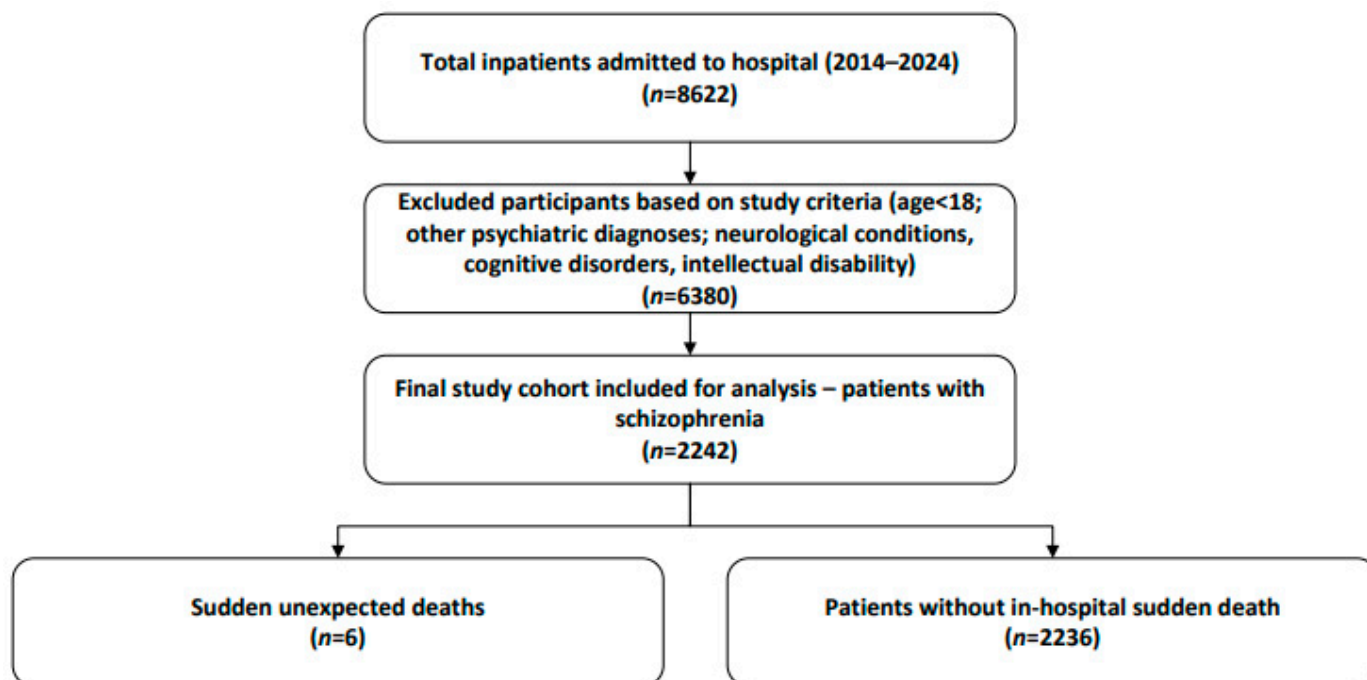 Total inpatients admitted to hospital (2014–2024)
(n=8622)
Excluded participants based on study criteria (age<18;
other psychiatric diagnoses; neurological conditions,
cognitive disorders, intellectual disability)
(n=6380)
Final study cohort included for analysis – patients with
schizophrenia
(n=2242)
Sudden unexpected deaths
(n=6)
Patients without in-hospital sudden death
(n=2236)